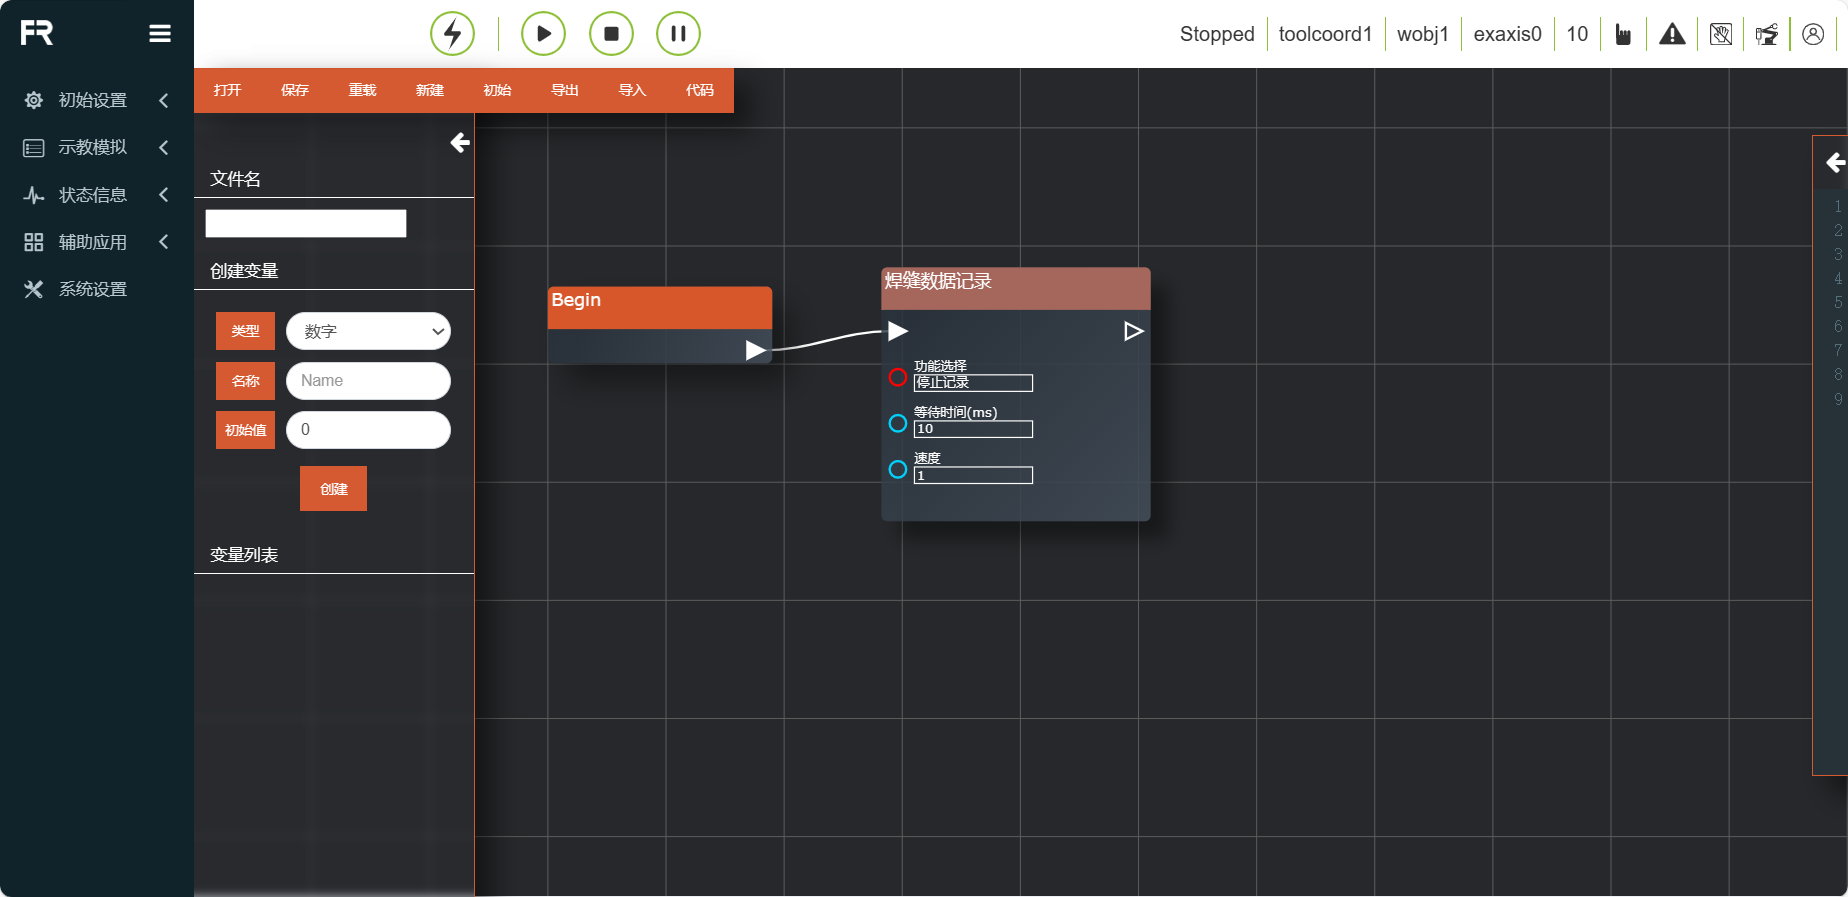 FR
Stopped
toolcoord1
wobj1
exaxis0
10
初始设置
示教模拟
状态信息
辅助应用
系统设置
打开
保存
重载
新建
初始
导出
导入
代码
文件名
创建变量
类型
数字
名称
Name
初始值
0
创建
变量列表
Begin
焊缝数据记录
功能选择
停止记录
等待时间(ms)
10
速度
1
1
2
3
4
5
6
7
8
9